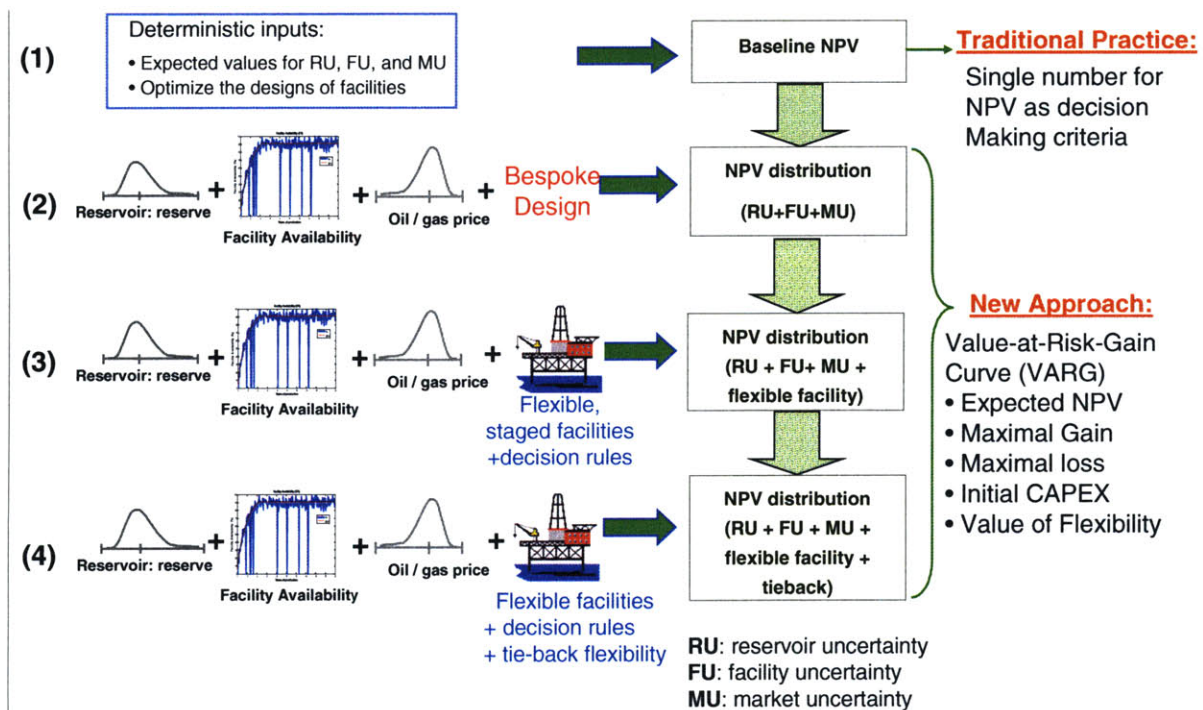 (1)
Deterministic inputs:
• Expected values for RU, FU, and MU
• Optimize the designs of facilities
Baseline NPV
Traditional Practice:
Single number for
NPV as decision
Making criteria
(2)
Reservoir: reserve
+
Facility Availability
+
Oil / gas price
+
Bespoke
Design
NPV distribution
(RU+FU+MU)
(3)
Reservoir: reserve
+
Facility Availability
+
Oil / gas price
+
Flexible,
staged facilities
+decision rules
NPV distribution
(RU + FU+ MU +
flexible facility)
New Approach:
Value-at-Risk-Gain
Curve (VARG)
• Expected NPV
• Maximal Gain
• Maximal loss
• Initial CAPEX
• Value of Flexibility
(4)
Reservoir: reserve
+
Facility Availability
+
Oil / gas price
+
Flexible facilities
+ decision rules
+ tie-back flexibility
NPV distribution
(RU + FU + MU +
flexible facility +
tieback)
RU: reservoir uncertainty
FU: facility uncertainty
MU: market uncertainty